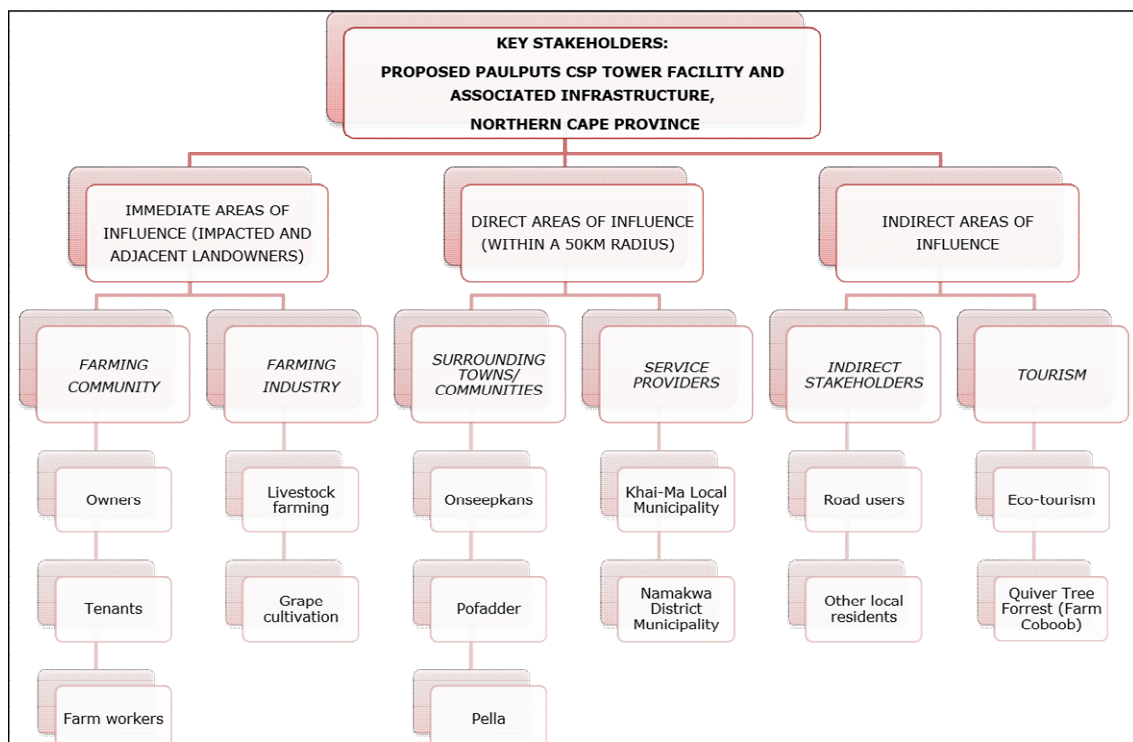 KEY STAKEHOLDERS:
PROPOSED PAULPUTS CSP TOWER FACILITY AND
ASSOCIATED INFRASTRUCTURE,
NORTHERN CAPE PROVINCE
IMMEDIATE AREAS OF
INFLUENCE (IMPACTED AND
ADJACENT LANDOWNERS)
DIRECT AREAS OF INFLUENCE
(WITHIN A 50KM RADIUS)
INDIRECT AREAS OF
INFLUENCE
FARMING
COMMUNITY
FARMING
INDUSTRY
SURROUNDING
TOWNS/
COMMUNITIES
SERVICE
PROVIDERS
INDIRECT
STAKEHOLDERS
TOURISM
Owners
Livestock
farming
Onseepkans
Khai-Ma Local
Municipality
Road users
Eco-tourism
Tenants
Grape
cultivation
Pofadder
Namakwa
District
Municipality
Other local
residents
Quiver Tree
Forrest (Farm
Coboob)
Farm workers
Pella